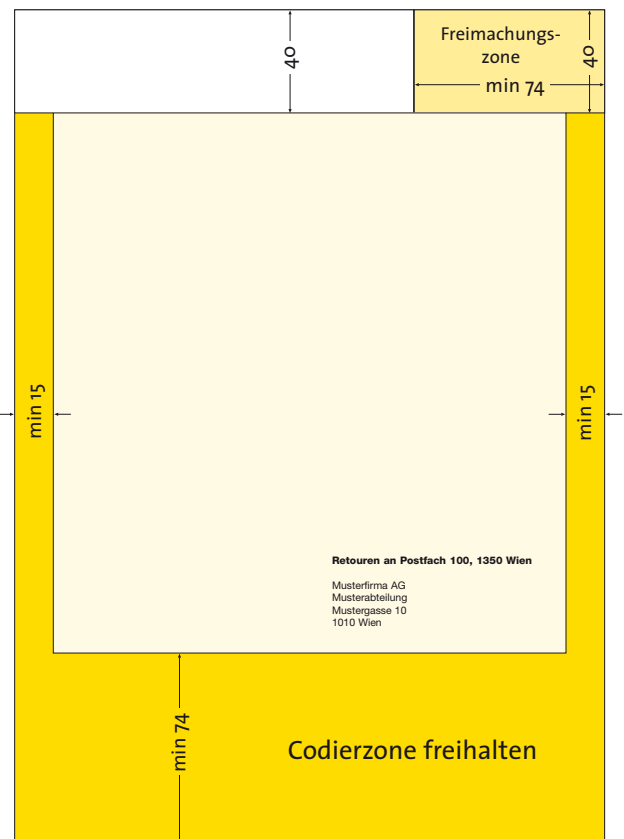 40
Freimachungs-
zone
40
min 74
min 15
min 15
Retouren an Postfach 100, 1350 Wien
Musterfirma AG
Musterabteilung
Mustergasse 10
1010 Wien
min 74
Codierzone freihalten